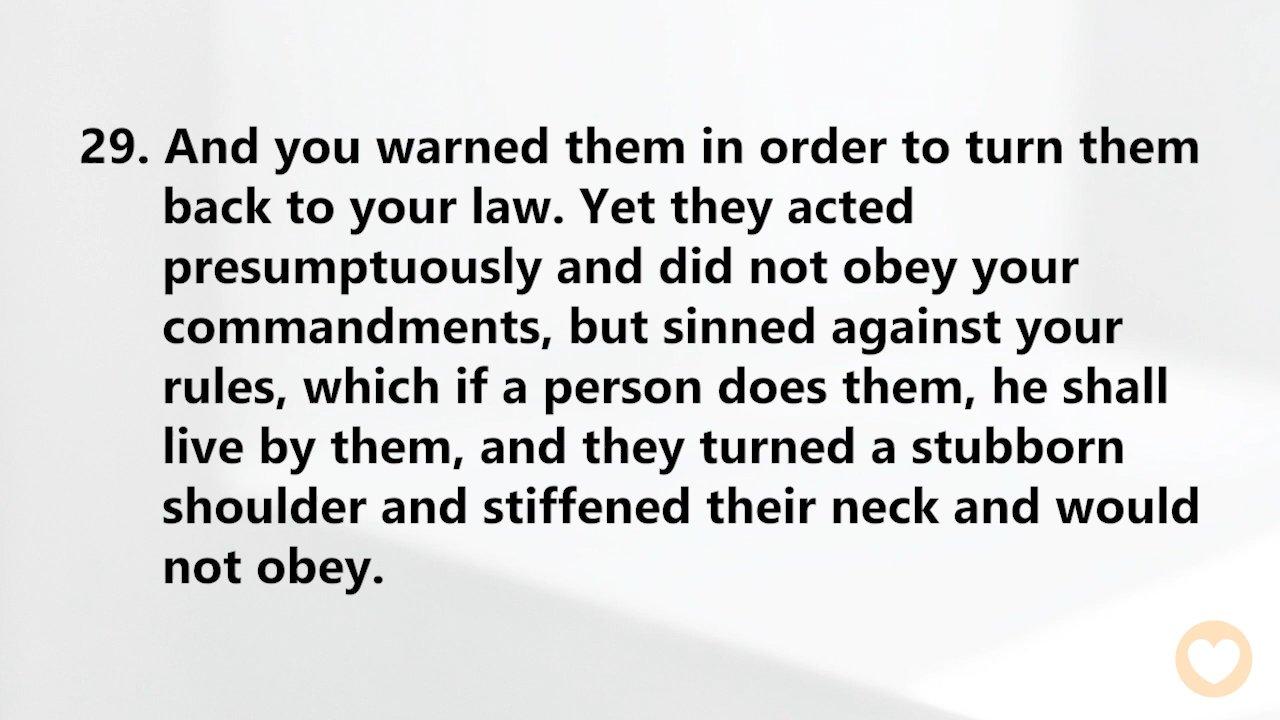 29. And you warned them in order to turn them
back to your law. Yet they acted
presumptuously and did not obey your
commandments, but sinned against your
rules, which if a person does them, he shall
live by them, and they turned a stubborn
shoulder and stiffened their neck and would
not obey.